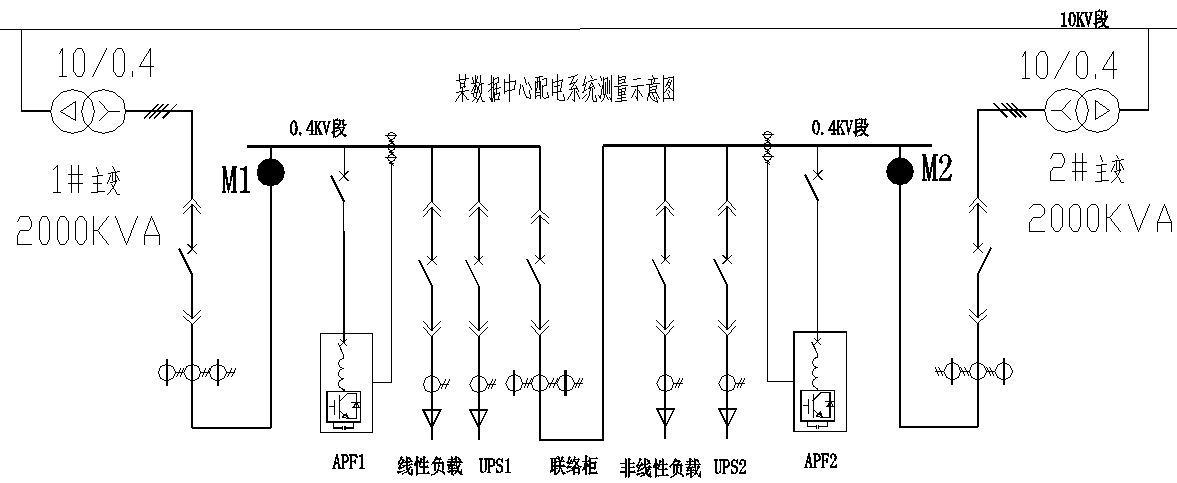 10KV段
10/0.4
某数据中心配电系统测量示意图
10/0.4
0.4KV段
0.4KV段
M1
M2
1#主变
2#主变
2000KVA
2000KVA
APF1
线性负载
UPS1
联络柜
非线性负载
UPS2
APF2